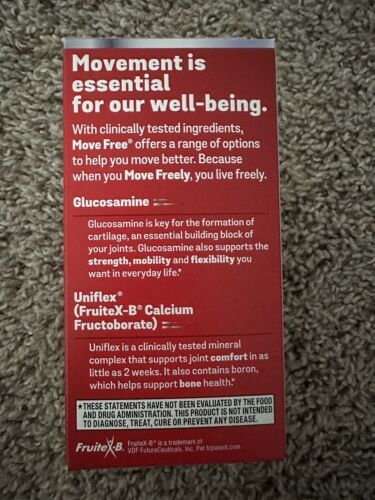 Movement is
essential
for our well-being.
With clinically tested ingredients,
Move Free® offers a range of options
to help you move better. Because
when you Move Freely, you live freely.
Glucosamine
Glucosamine is key for the formation of
cartilage, an essential building block of
your joints. Glucosamine also supports the
strength, mobility and flexibility you
want in everyday life.*
Uniflex®
(FruiteX-B® Calcium
Fructoborate)
Uniflex is a clinically tested mineral
complex that supports joint comfort in as
little as 2 weeks. It also contains boron,
which helps support bone health.*
*THESE STATEMENTS HAVE NOT BEEN EVALUATED BY THE FOOD
AND DRUG ADMINISTRATION. THIS PRODUCT IS NOT INTENDED
TO DIAGNOSE, TREAT, CURE OR PREVENT ANY DISEASE.
FruiteX-B. FruiteX-B® is a trademark of
VDF FutureCeuticals, Inc. Pat fcpatent.com.